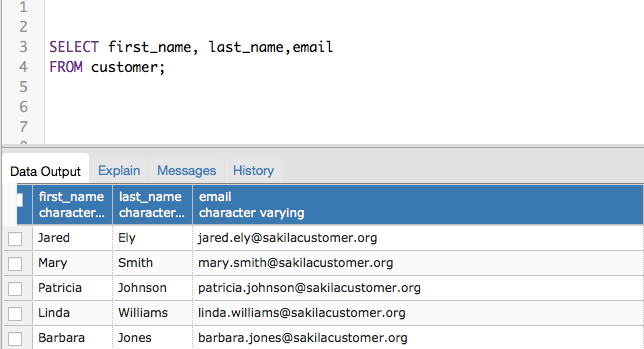 1
2
3 SELECT first_name, last_name,email
4 FROM customer;
5
6
7
Data Output Explain Messages History
first_name last_name email
character... character... character varying
Jared Ely jared.ely@sakilacustomer.org
Mary Smith mary.smith@sakilacustomer.org
Patricia Johnson patricia.johnson@sakilacustomer.org
Linda Williams linda.williams@sakilacustomer.org
Barbara Jones barbara.jones@sakilacustomer.org